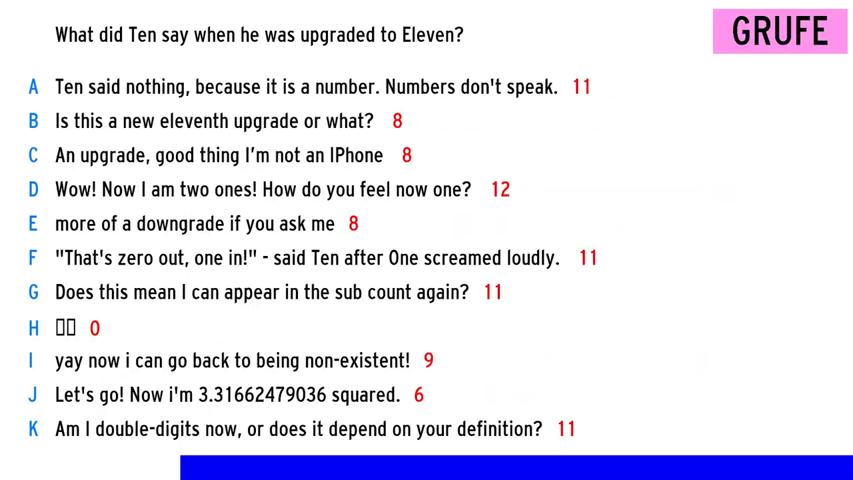 What did Ten say when he was upgraded to Eleven?
GRUFE
A Ten said nothing, because it is a number. Numbers don't speak. 11
B Is this a new eleventh upgrade or what? 8
C An upgrade, good thing I'm not an IPhone 8
D Wow! Now I am two ones! How do you feel now one? 12
E more of a downgrade if you ask me 8
F "That's zero out, one in!" - said Ten after One screamed loudly. 11
G Does this mean I can appear in the sub count again? 11
H 0
I yay now i can go back to being non-existent! 9
J Let's go! Now i'm 3.31662479036 squared. 6
K Am I double-digits now, or does it depend on your definition? 11